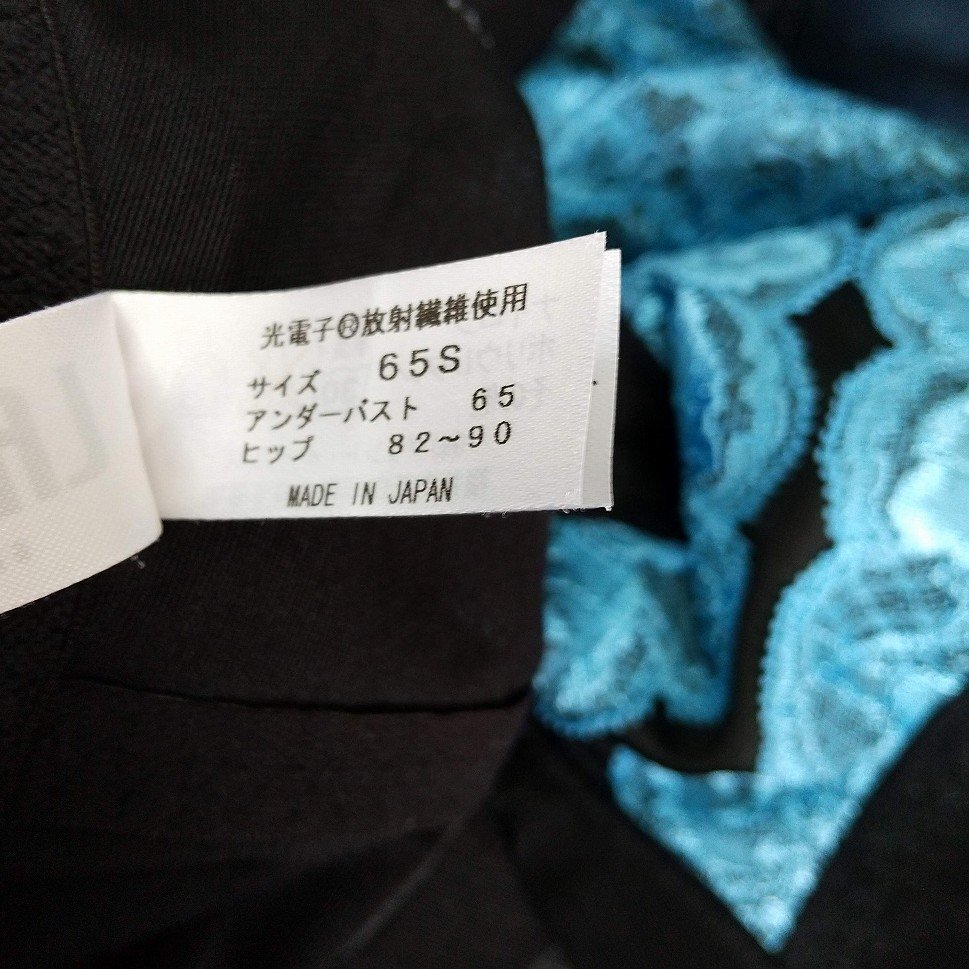 光電子®放射繊維使用
サイズ 65S
アンダーバスト 65
ヒップ 82~90
MADE IN JAPAN